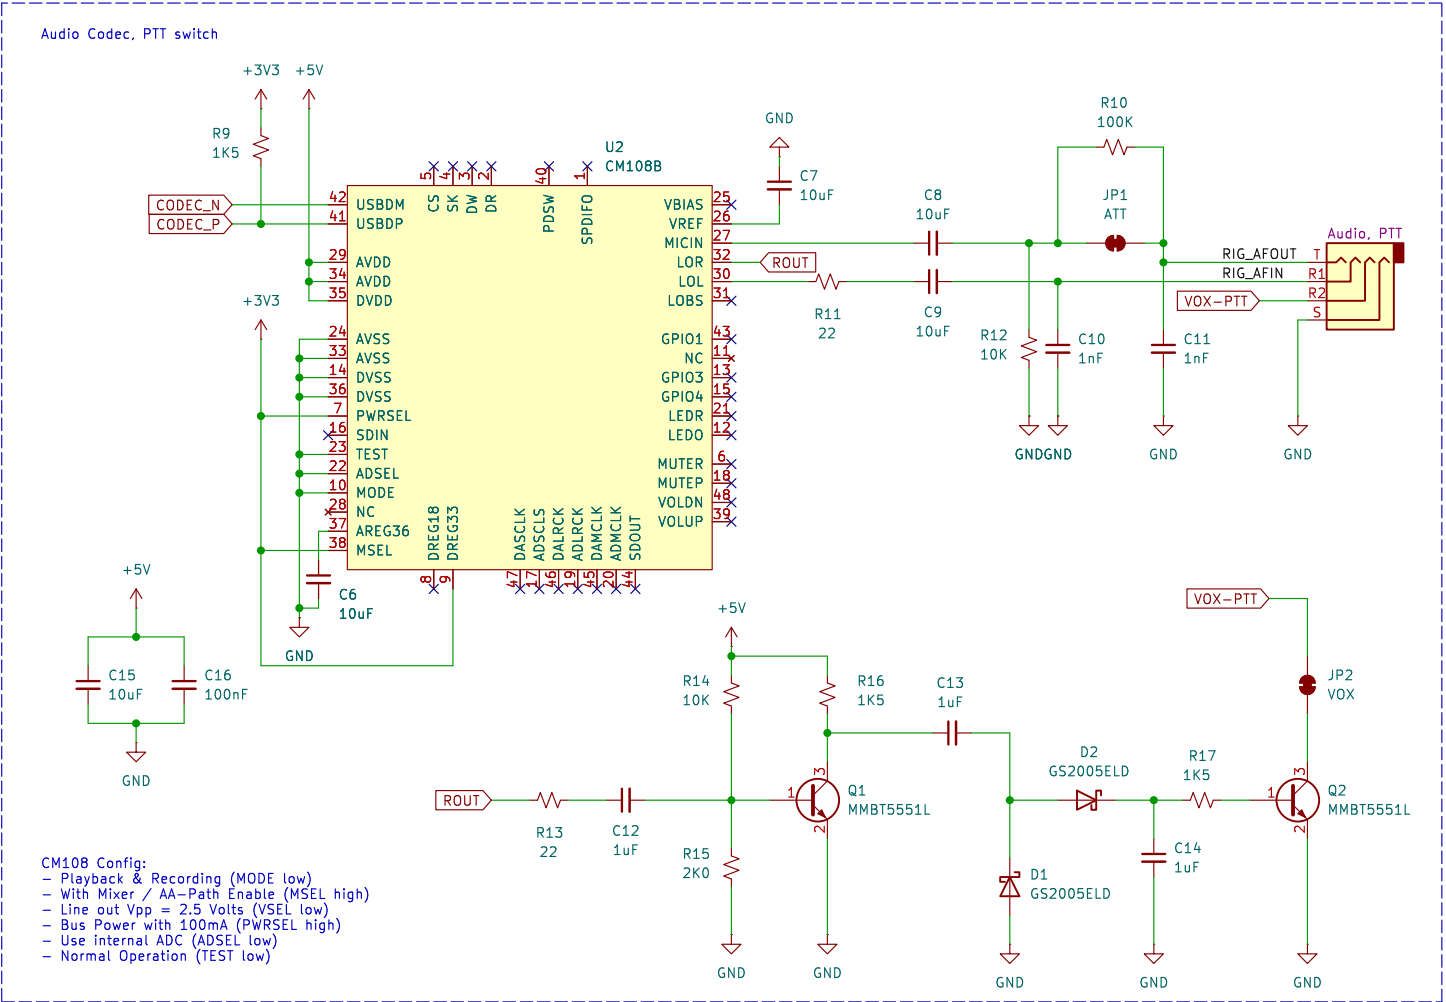 Audio Codec, PTT switch
+3V3
+5V
R9
1K5
CODEC_N
CODEC_P
+3V3
U2
CM108B
42 USBDM
41 USBDP
29 AVDD
34 AVDD
35 DVDD
24 AVSS
33 AVSS
14 DVSS
36 DVSS
7 PWRSEL
16 SDIN
23 TEST
22 ADSEL
10 MODE
28 NC
37 AREG36
38 MSEL
5 CS
4 SK
3 DW
2 DR
40 PDSW
1 SPDIFO
VBIAS 25
VREF 26
MICIN 27
LOR 32
LOL 30
LOBS 31
GPIO1 43
NC 11
GPIO3 13
GPIO4 15
LEDR 21
LEDO 12
MUTER 6
MUTEP 18
VOLDN 48
VOLUP 39
DREG18 8
DREG33 9
DASCLK 47
ADSCLS 17
DALRCK 46
ADLRCK 19
DAMCLK 45
ADMCLK 20
SDOUT 44
C6
10uF
GND
GND
C7
10uF
ROUT
R11
22
C8
10uF
C9
10uF
R10
100K
JP1
ATT
R12
10K
C10
1nF
C11
1nF
GND
GND
GND
GND
Audio, PTT
RIG_AFOUT
RIG_AFIN
VOX-PTT
T
R1
R2
S
+5V
C15
10uF
C16
100nF
GND
+5V
R14
10K
R16
1K5
C13
1uF
ROUT
R13
22
C12
1uF
R15
2K0
1
3
2
Q1
MMBT5551L
GND
GND
D2
GS2005ELD
D1
GS2005ELD
GND
R17
1K5
C14
1uF
GND
VOX-PTT
JP2
VOX
1
3
2
Q2
MMBT5551L
GND
CM108 Config:
- Playback & Recording (MODE low)
- With Mixer / AA-Path Enable (MSEL high)
- Line out Vpp = 2.5 Volts (VSEL low)
- Bus Power with 100mA (PWRSEL high)
- Use internal ADC (ADSEL low)
- Normal Operation (TEST low)